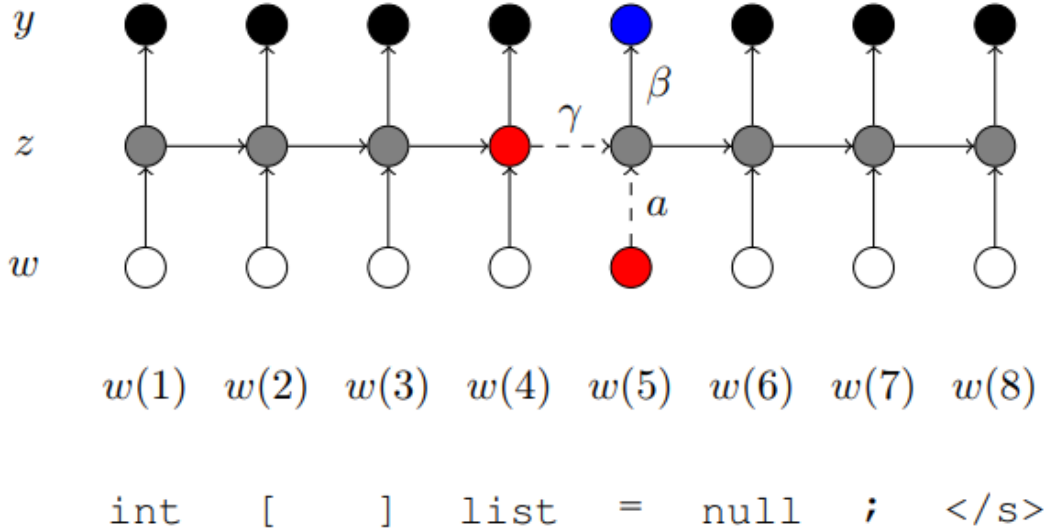 y
β
γ
z
a
w
w(1) w(2) w(3) w(4) w(5) w(6) w(7) w(8)
int [ ] list = null ; </s>